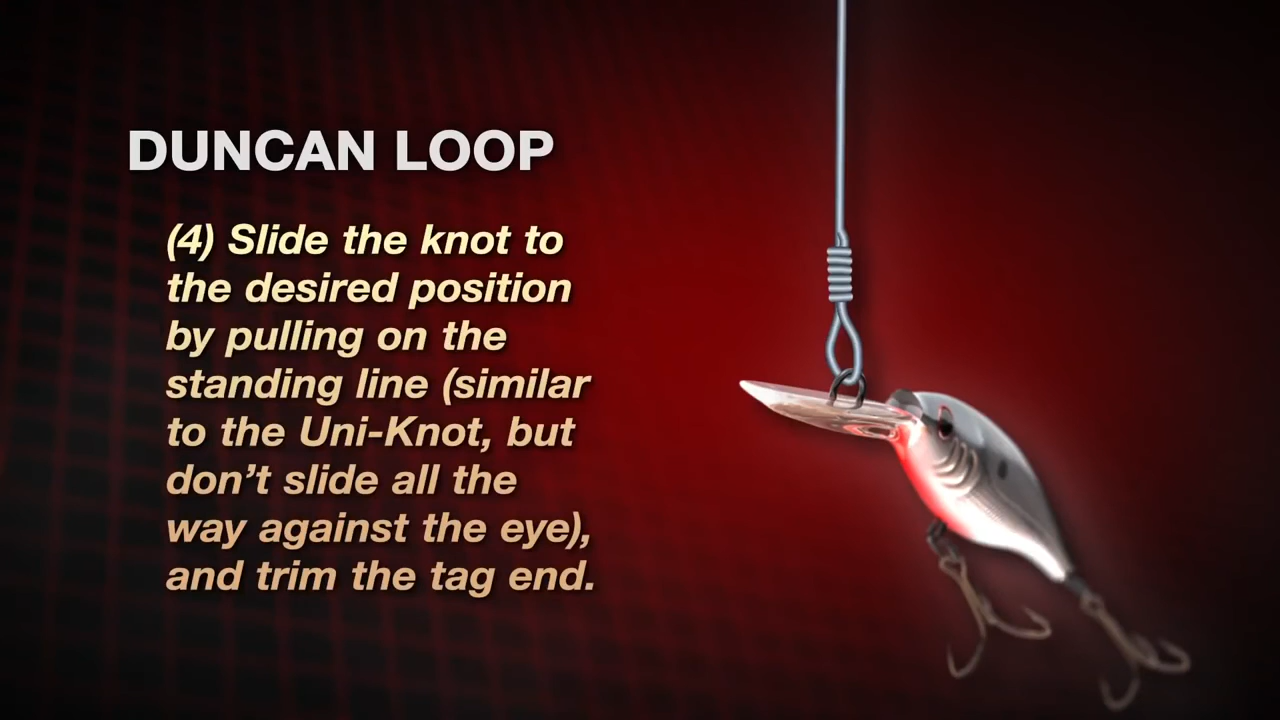 DUNCAN LOOP
(4) Slide the knot to
the desired position
by pulling on the
standing line (similar
to the Uni-Knot, but
don’t slide all the
way against the eye),
and trim the tag end.